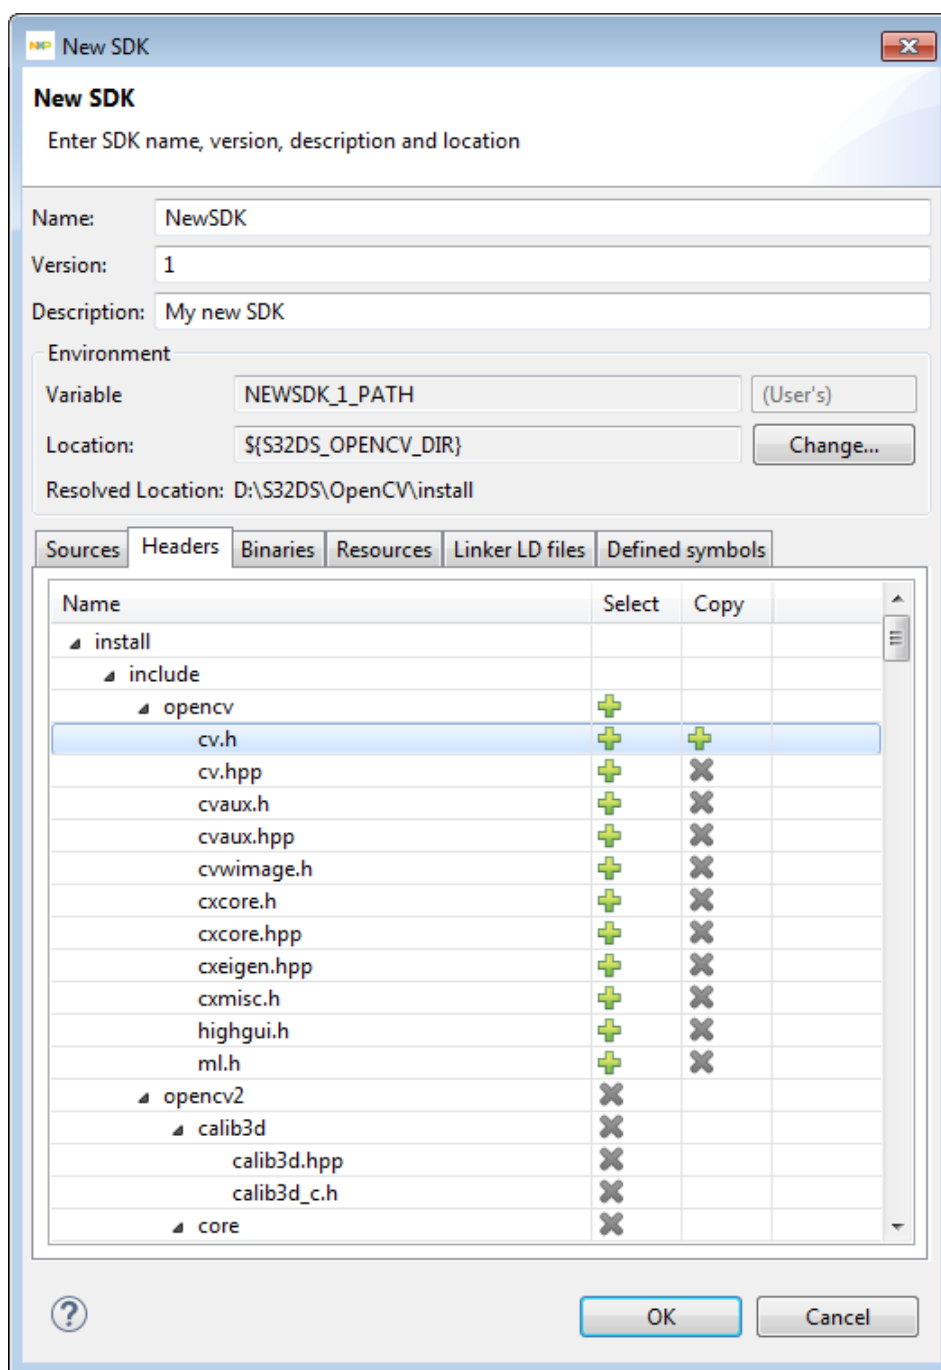 NXP New SDK
New SDK
Enter SDK name, version, description and location
Name: NewSDK
Version: 1
Description: My new SDK
Environment
Variable NEWSDK_1_PATH (User's)
Location: ${S32DS_OPENCV_DIR} Change...
Resolved Location: D:\S32DS\OpenCV\install
Sources Headers Binaries Resources Linker LD files Defined symbols
Name Select Copy
install
include
opencv
cv.h
cv.hpp
cvaux.h
cvaux.hpp
cvwimage.h
cxcore.h
cxcore.hpp
cxeigen.hpp
cxmisc.h
highgui.h
ml.h
opencv2
calib3d
calib3d.hpp
calib3d_c.h
core
? OK Cancel